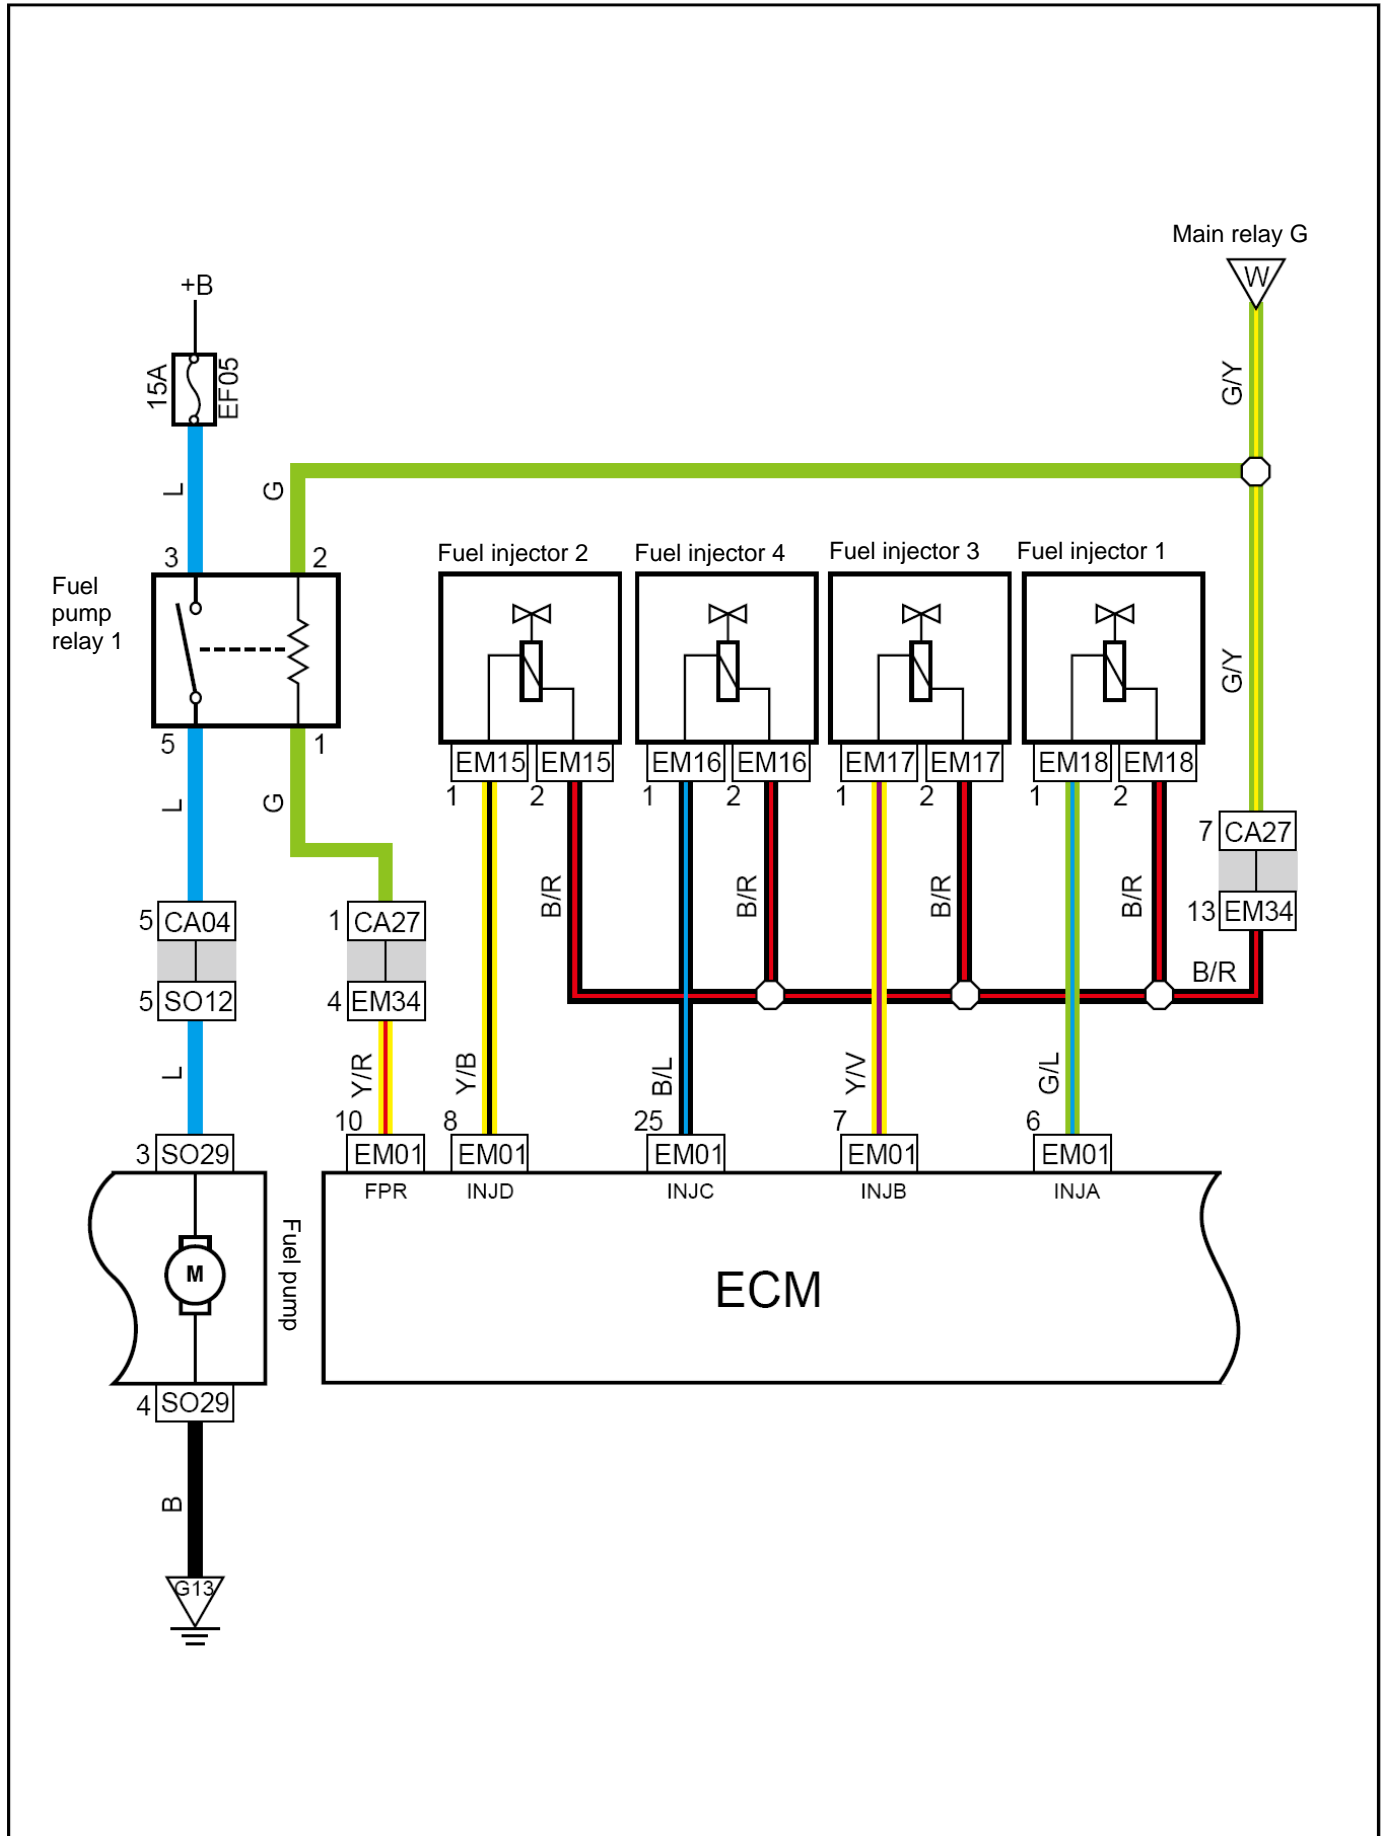 Main relay G
W
+B
15A
EF05
G/Y
L
G
3
2
Fuel injector 2
Fuel injector 4
Fuel injector 3
Fuel injector 1
Fuel
pump
relay 1
G/Y
5
1
EM15
EM15
EM16
EM16
EM17
EM17
EM18
EM18
1
2
1
2
1
2
1
2
L
G
7
CA27
B/R
B/R
B/R
B/R
5
CA04
1
CA27
13
EM34
B/R
5
SO12
4
EM34
L
Y/R
Y/B
B/L
Y/V
G/L
10
8
25
7
6
3
SO29
EM01
EM01
EM01
EM01
EM01
FPR
INJD
INJC
INJB
INJA
M
Fuel pump
ECM
4
SO29
B
G13